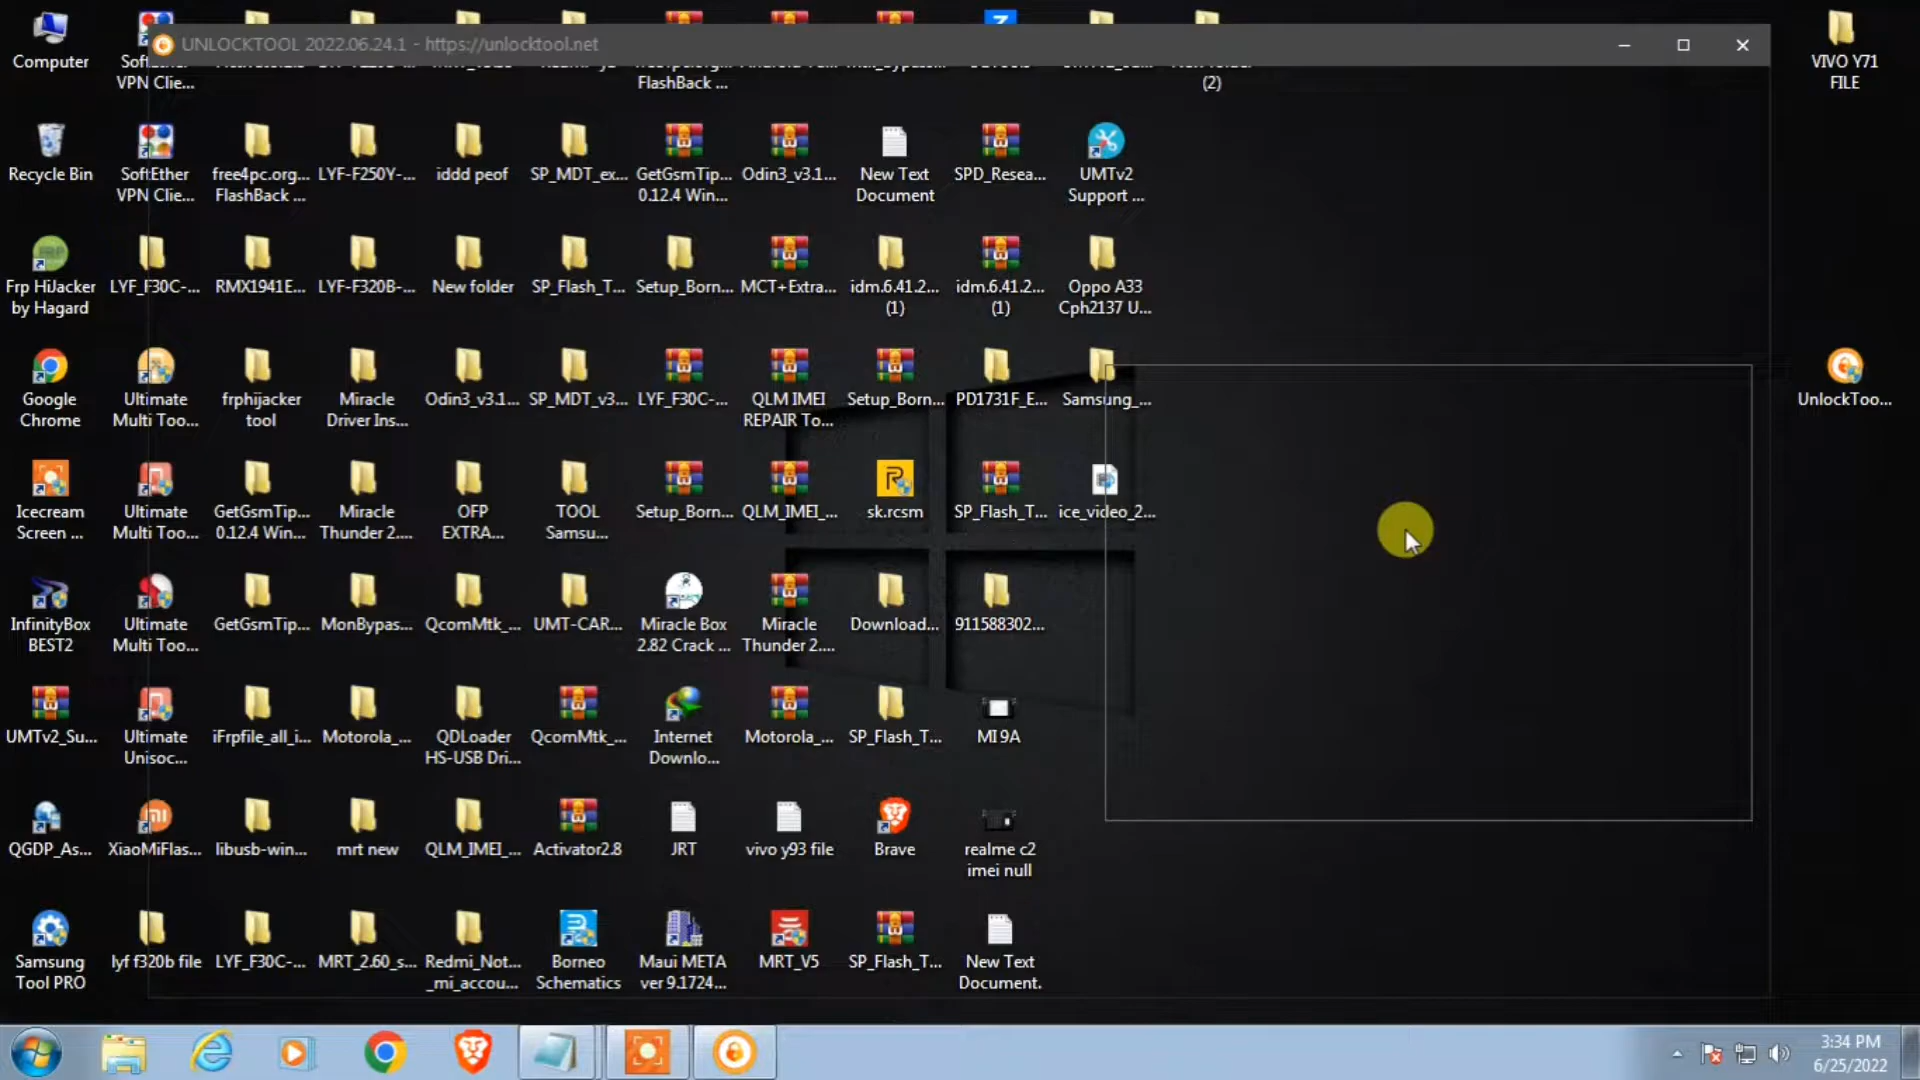 UNLOCKTOOL 2022.06.24.1 - https://unlocktool.net
Computer
VPN Clie...
FlashBack ...
(2)
VIVO Y71
FILE
Recycle Bin
SoftEther
VPN Clie...
free4pc.org...
FlashBack ...
LYF-F250Y-...
iddd peof
SP_MDT_ex...
GetGsmTip...
0.12.4 Win...
Odin3_v3.1...
New Text
Document
SPD_Resea...
UMTv2
Support ...
Frp HiJacker
by Hagard
LYF_F30C-...
RMX1941E...
LYF-F320B-...
New folder
SP_Flash_T...
Setup_Born...
MCT+Extra...
idm.6.41.2...
(1)
idm.6.41.2...
(1)
Oppo A33
Cph2137 U...
Google
Chrome
Ultimate
Multi Too...
frphijacker
tool
Miracle
Driver Ins...
Odin3_v3.1...
SP_MDT_v3...
LYF_F30C-...
QLM IMEI
REPAIR To...
Setup_Born...
PD1731F_E...
Samsung_...
UnlockToo...
Icecream
Screen ...
Ultimate
Multi Too...
GetGsmTip...
0.12.4 Win...
Miracle
Thunder 2....
OFP
EXTRA...
TOOL
Samsu...
Setup_Born...
QLM_IMEI_...
sk.rcsm
SP_Flash_T...
ice_video_2...
InfinityBox
BEST2
Ultimate
Multi Too...
GetGsmTip...
MonBypas...
QcomMtk_...
UMT-CAR...
Miracle Box
2.82 Crack ...
Miracle
Thunder 2....
Download...
911588302...
UMTv2_Su...
Ultimate
Unisoc...
iFrpfile_all_i...
Motorola_...
QDLoader
HS-USB Dri...
QcomMtk_...
Internet
Downlo...
Motorola_...
SP_Flash_T...
MI 9A
QGDP_As...
XiaoMiFlas...
libusb-win...
mrt new
QLM_IMEI_...
Activator2.8
JRT
vivo y93 file
Brave
realme c2
imei null
Samsung
Tool PRO
lyf f320b file
LYF_F30C-...
MRT_2.60_s...
Redmi_Not...
_mi_accou...
Borneo
Schematics
Maui META
ver 9.1724...
MRT_V5
SP_Flash_T...
New Text
Document.
3:34 PM
6/25/2022